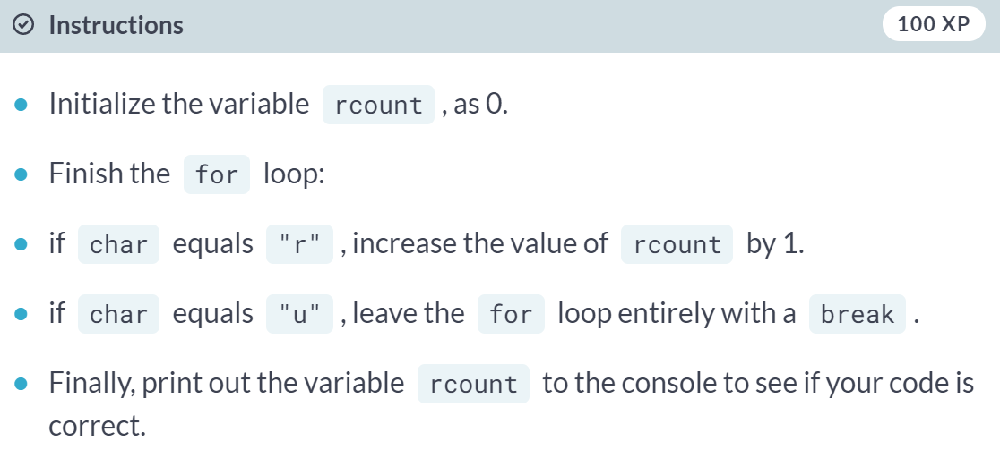 Instructions 100 XP
Initialize the variable rcount , as 0.
Finish the for loop:
if char equals "r" , increase the value of rcount by 1.
if char equals "u" , leave the for loop entirely with a break .
Finally, print out the variable rcount to the console to see if your code is
correct.